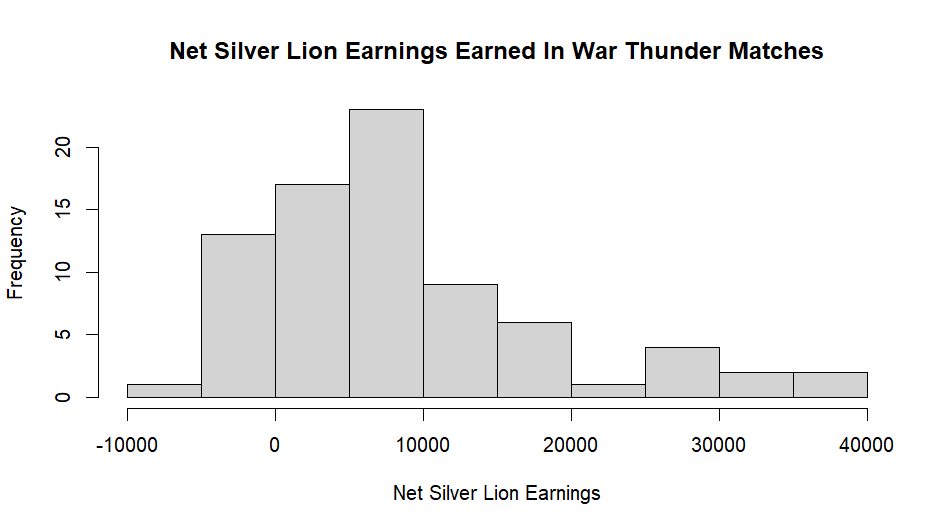 Net Silver Lion Earnings Earned In War Thunder Matches
Frequency
20
15
10
5
0
-10000 0 10000 20000 30000 40000
Net Silver Lion Earnings